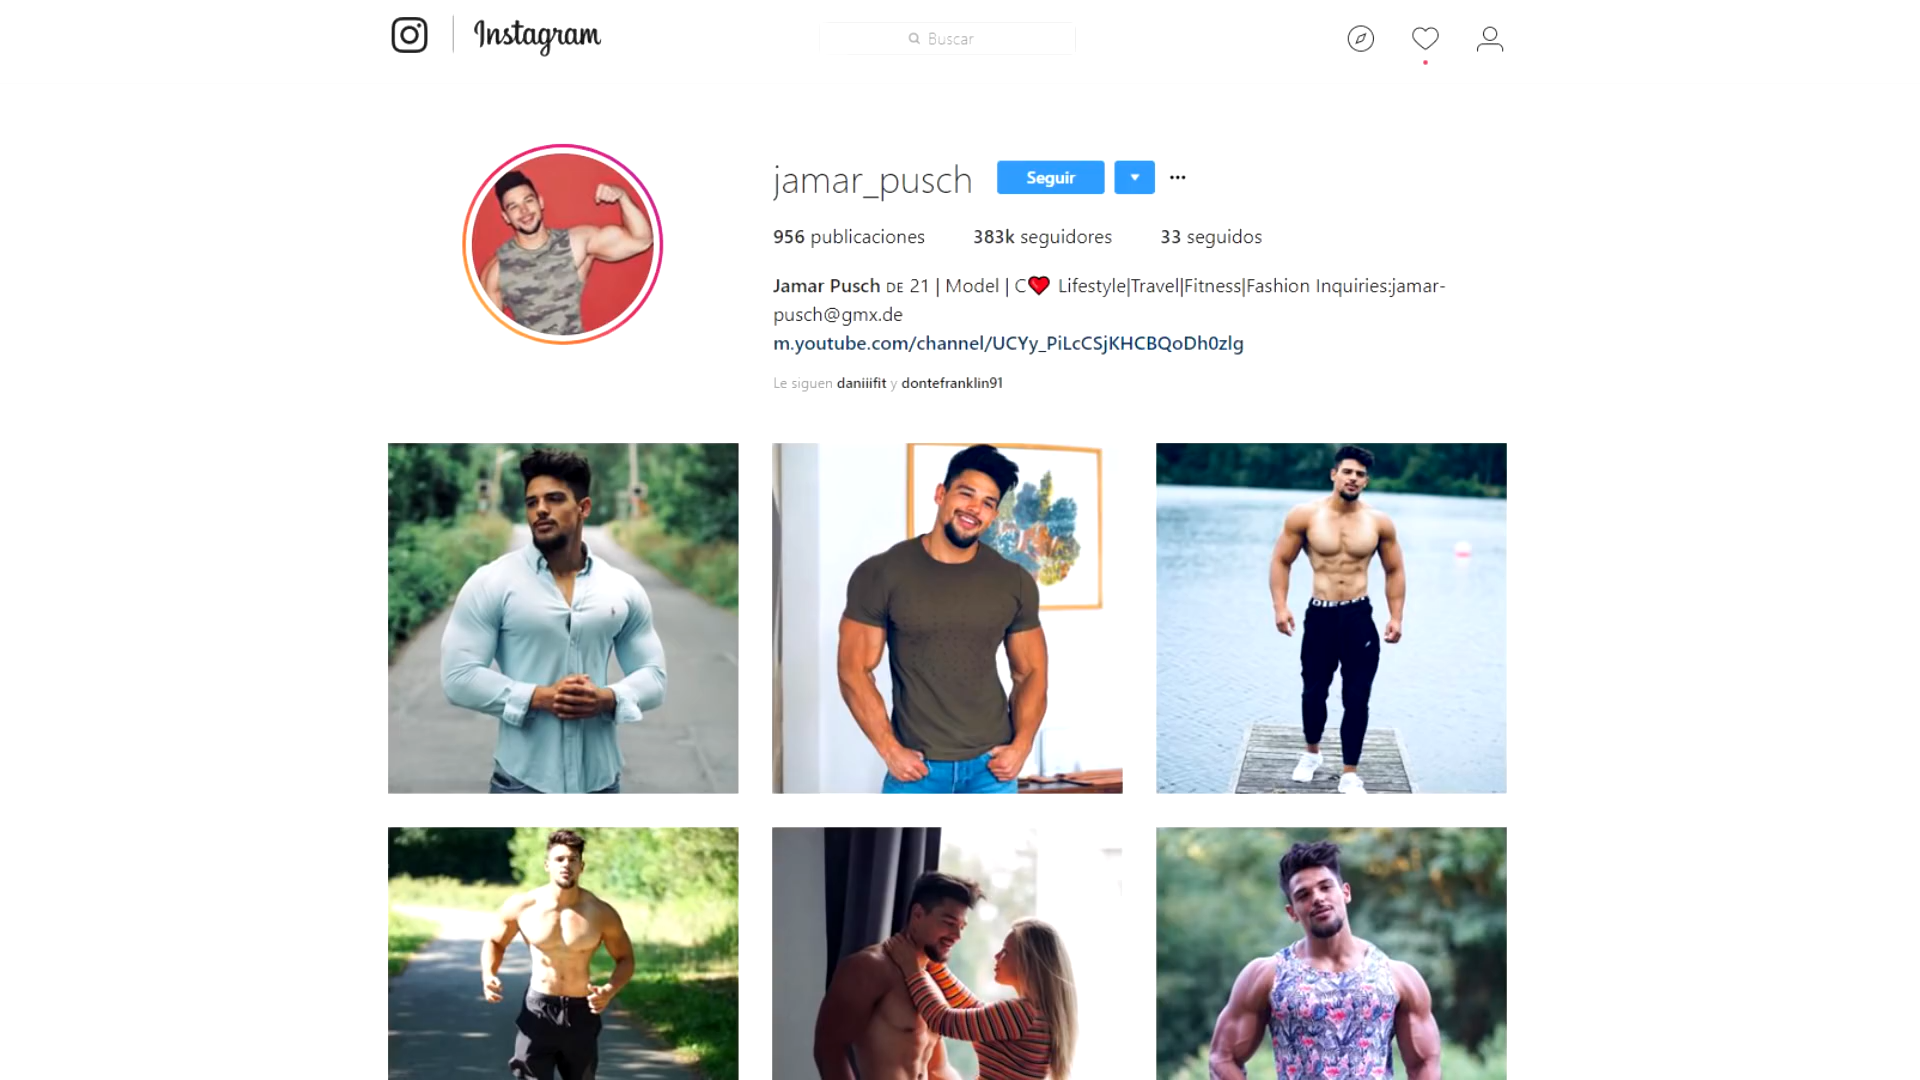 Instagram
Buscar
jamar_pusch Seguir
956 publicaciones 383k seguidores 33 seguidos
Jamar Pusch DE 21 | Model | C❤️ Lifestyle|Travel|Fitness|Fashion Inquiries:jamar-
pusch@gmx.de
m.youtube.com/channel/UCYy_PiLcCSjKHCBQoDh0zlg
Le siguen daniiifit y dontefranklin91
DIESEL